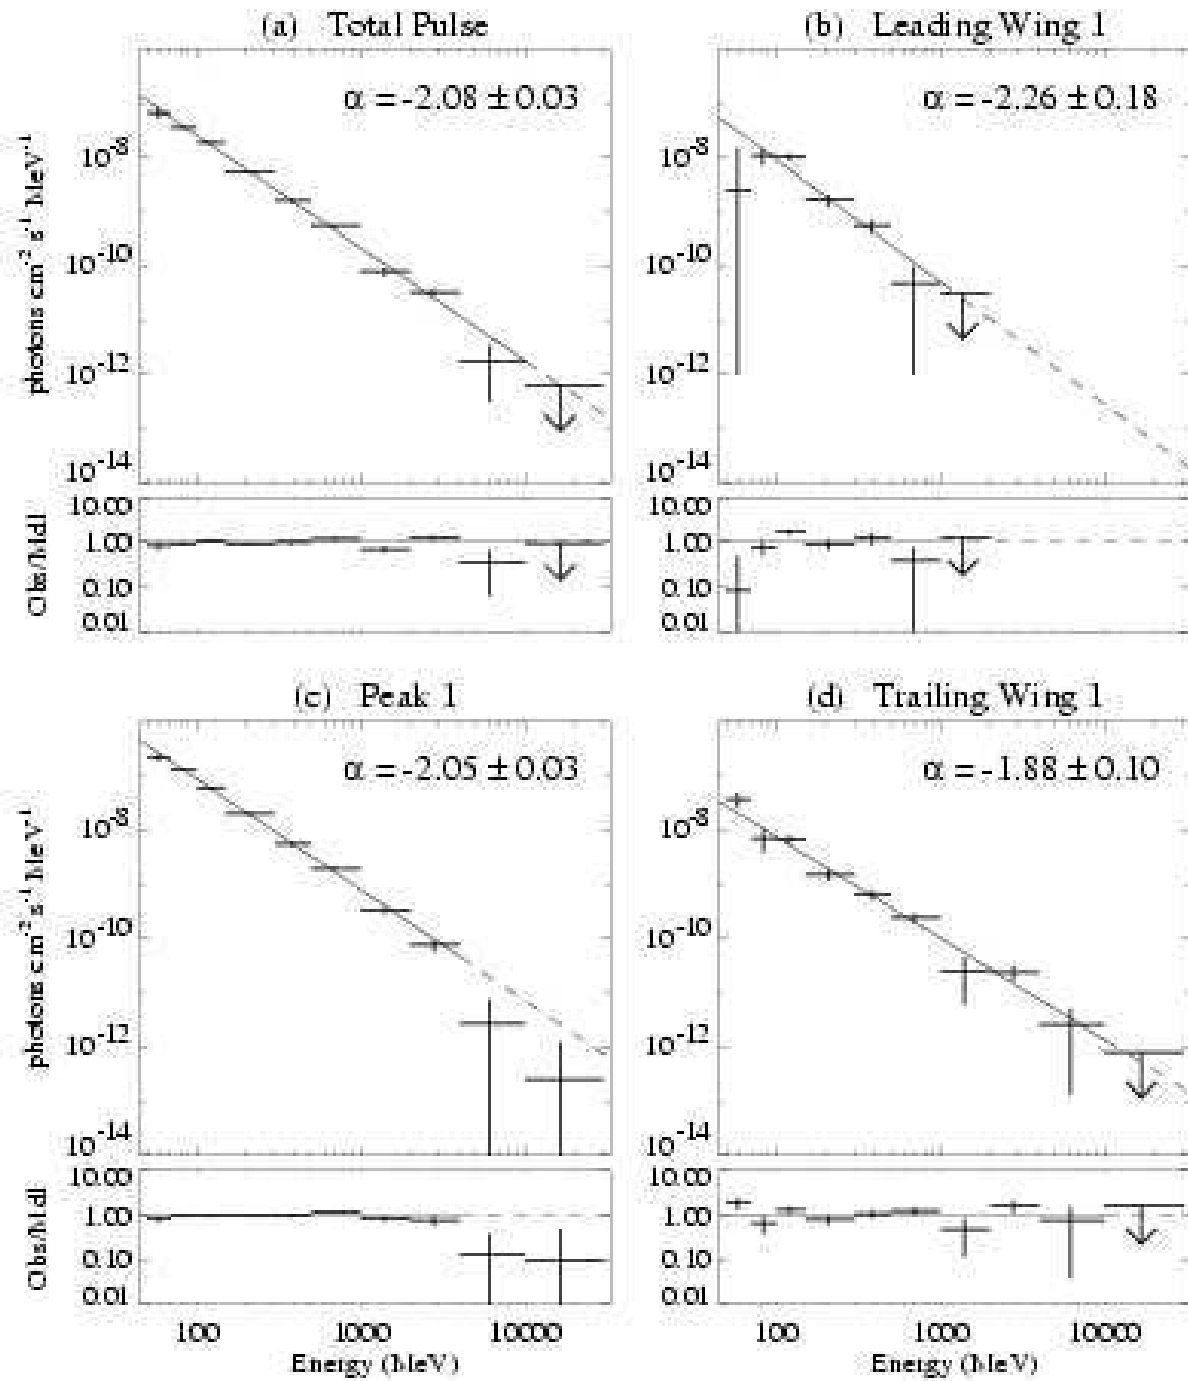 (a) Total Pulse
α = -2.08 ± 0.03
photons cm⁻² s⁻¹ MeV⁻¹
10⁻⁸
10⁻¹⁰
10⁻¹²
10⁻¹⁴
Obs/Mdl
10.00
1.00
0.10
0.01
(b) Leading Wing 1
α = -2.26 ± 0.18
10⁻⁸
10⁻¹⁰
10⁻¹²
10⁻¹⁴
10.00
1.00
0.10
0.01
(c) Peak 1
α = -2.05 ± 0.03
photons cm⁻² s⁻¹ MeV⁻¹
10⁻⁸
10⁻¹⁰
10⁻¹²
10⁻¹⁴
Obs/Mdl
10.00
1.00
0.10
0.01
100 1000 10000
Energy (MeV)
(d) Trailing Wing 1
α = -1.88 ± 0.10
10⁻⁸
10⁻¹⁰
10⁻¹²
10⁻¹⁴
10.00
1.00
0.10
0.01
100 1000 10000
Energy (MeV)